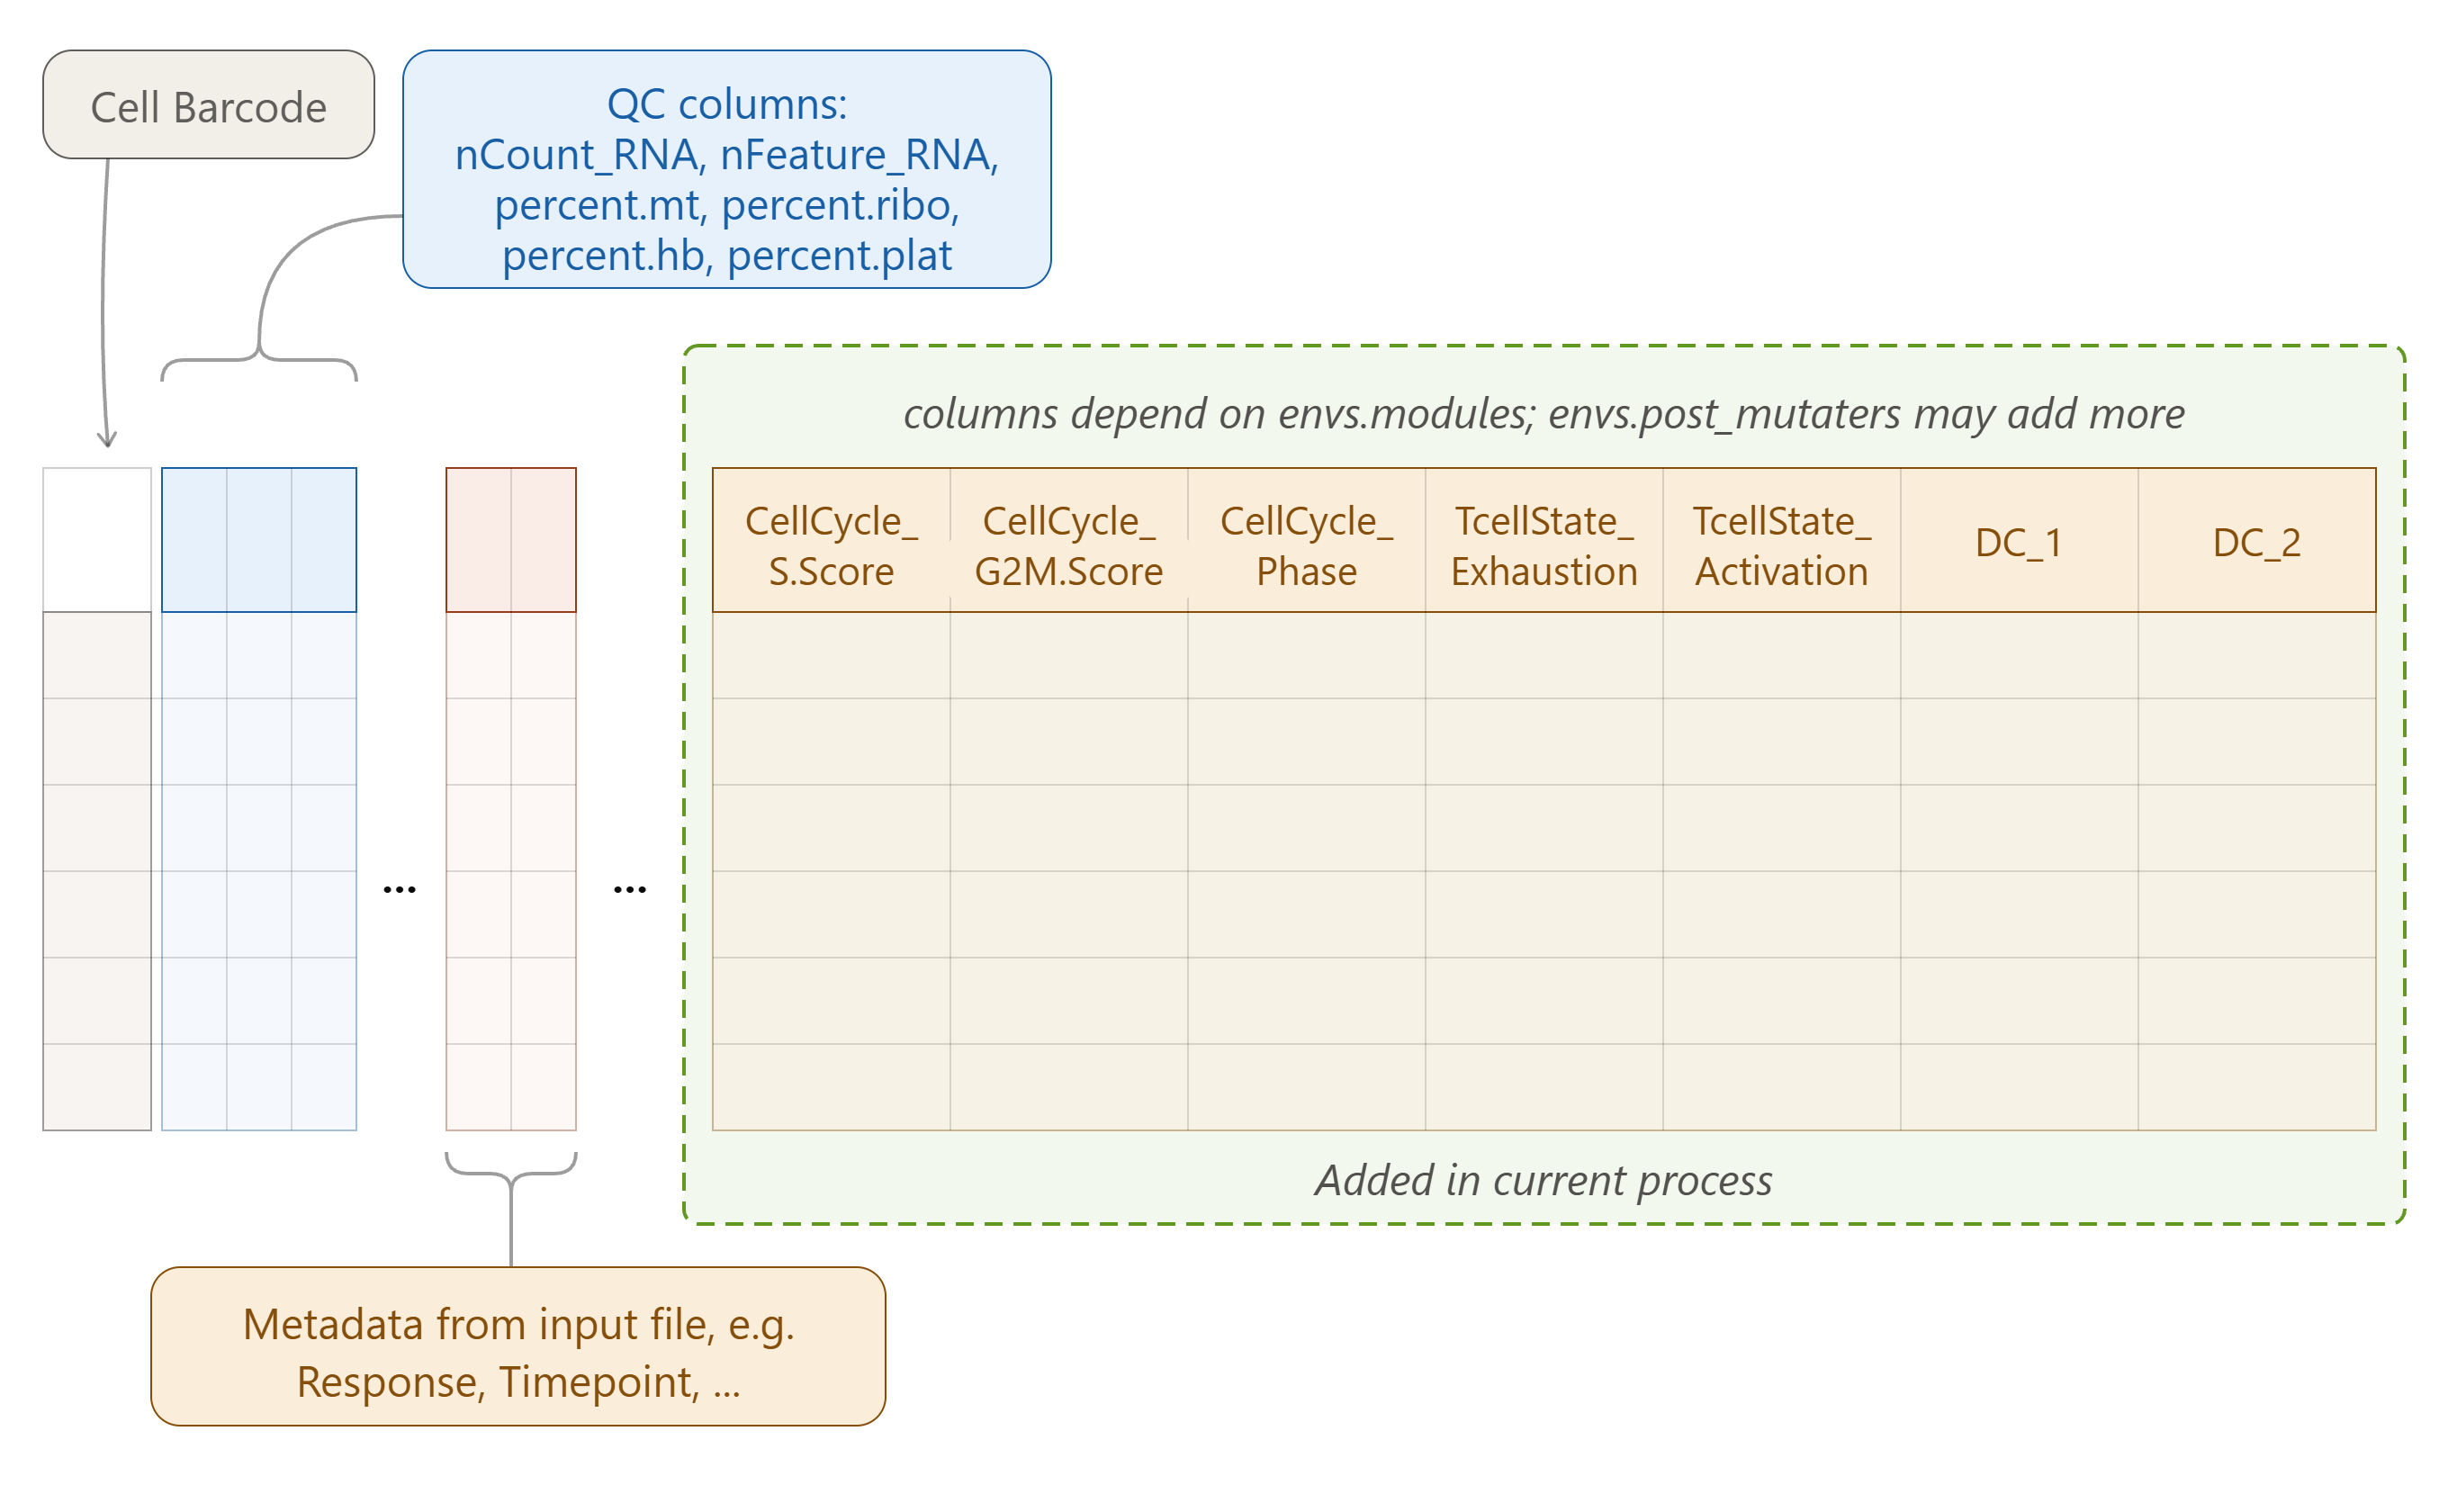 Cell Barcode
QC columns:
nCount_RNA, nFeature_RNA,
percent.mt, percent.ribo,
percent.hb, percent.plat
columns depend on envs.modules; envs.post_mutaters may add more
CellCycle_
S.Score
CellCycle_
G2M.Score
CellCycle_
Phase
TcellState_
Exhaustion
TcellState_
Activation
DC_1
DC_2
...
...
Added in current process
Metadata from input file, e.g.
Response, Timepoint, ...